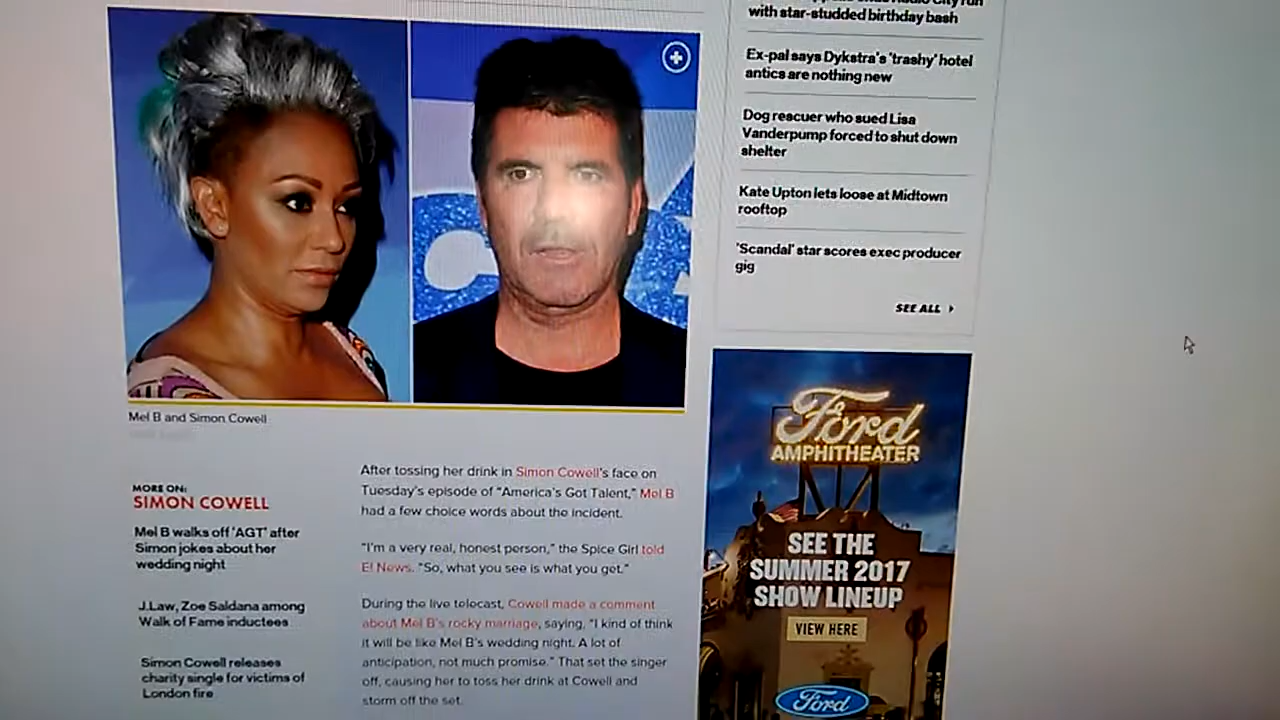 with star-studded birthday bash
Ex-pal says Dykstra's 'trashy' hotel
antics are nothing new
Dog rescuer who sued Lisa
Vanderpump forced to shut down
shelter
Kate Upton lets loose at Midtown
rooftop
'Scandal' star scores exec producer
gig
SEE ALL
Mel B and Simon Cowell
MORE ON:
SIMON COWELL
Mel B walks off 'AGT' after
Simon jokes about her
wedding night
J.Law, Zoe Saldana among
Walk of Fame inductees
Simon Cowell releases
charity single for victims of
London fire
After tossing her drink in Simon Cowell's face on
Tuesday's episode of "America's Got Talent," Mel B
had a few choice words about the incident.
"I'm a very real, honest person," the Spice Girl told
E! News. "So, what you see is what you get."
During the live telecast, Cowell made a comment
about Mel B's rocky marriage, saying, "I kind of think
it will be like Mel B's wedding night. A lot of
anticipation, not much promise." That set the singer
off, causing her to toss her drink at Cowell and
storm off the set.
Ford
AMPHITHEATER
SEE THE
SUMMER 2017
SHOW LINEUP
VIEW HERE
Ford